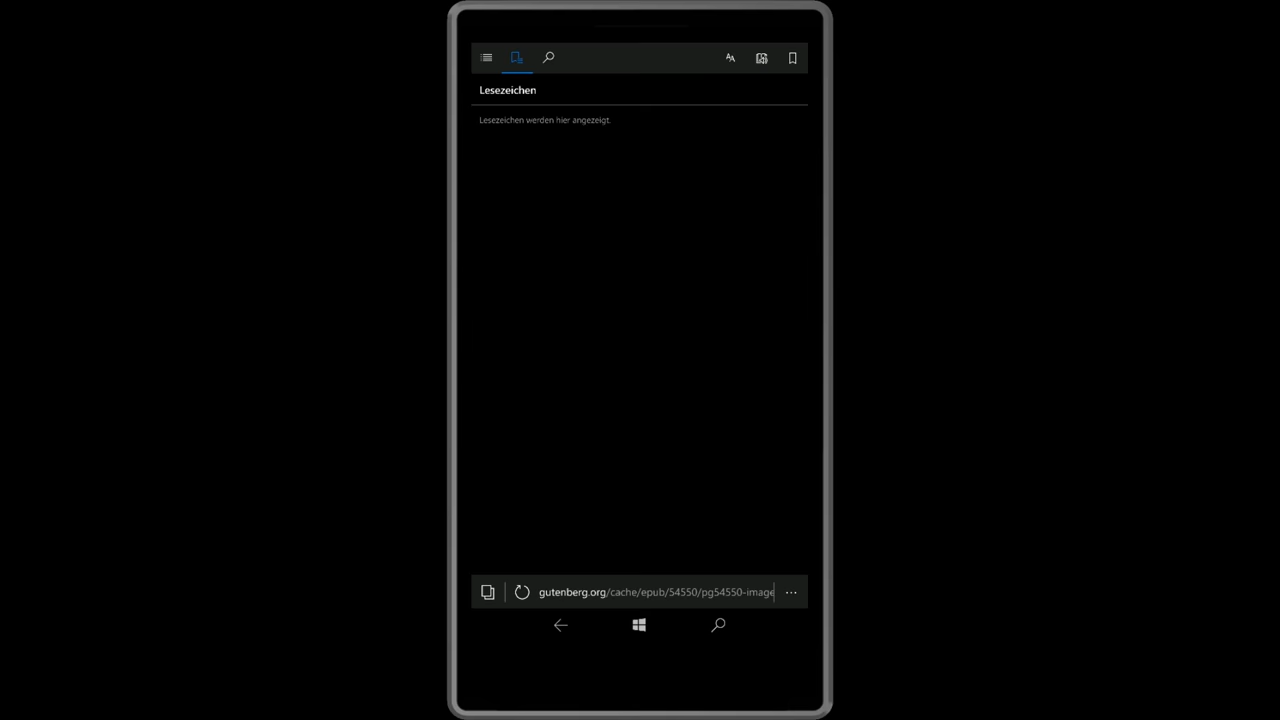 Lesezeichen
Lesezeichen werden hier angezeigt.
gutenberg.org/cache/epub/54550/pg54550-image